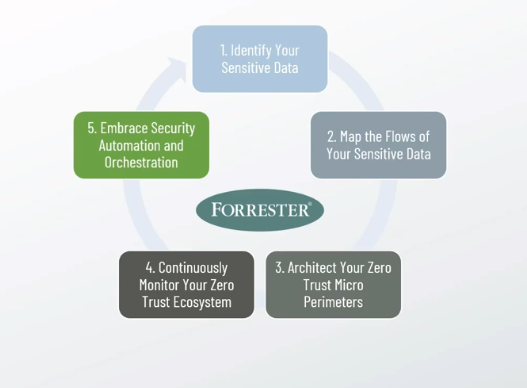 1. Identify Your
Sensitive Data
2. Map the Flows of
Your Sensitive Data
3. Architect Your Zero
Trust Micro
Perimeters
4. Continuously
Monitor Your Zero
Trust Ecosystem
5. Embrace Security
Automation and
Orchestration
FORRESTER®